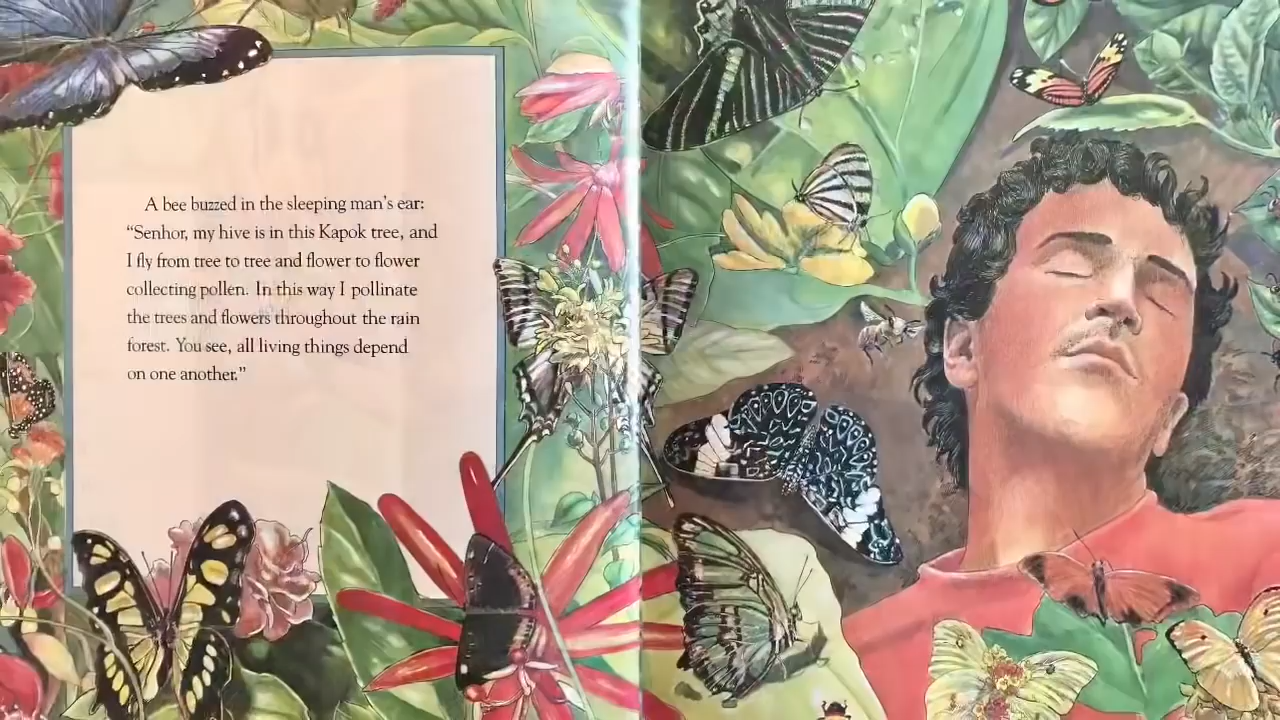 A bee buzzed in the sleeping man's ear:
“Senhor, my hive is in this Kapok tree, and
I fly from tree to tree and flower to flower
collecting pollen. In this way I pollinate
the trees and flowers throughout the rain
forest. You see, all living things depend
on one another.”